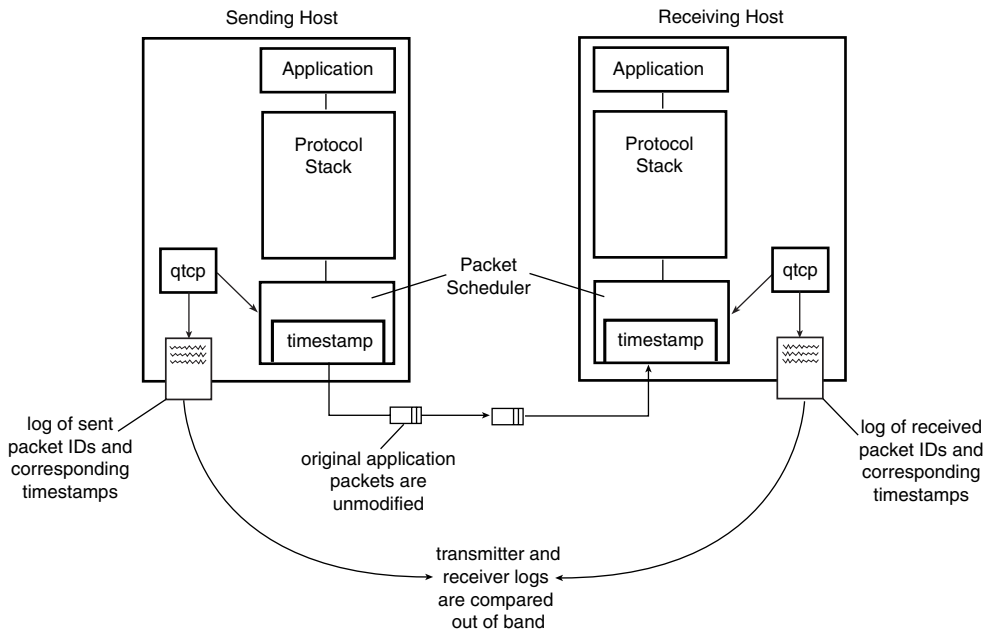 Sending Host
Receiving Host
Application
Application
Protocol
Stack
Protocol
Stack
qtcp
Packet
Scheduler
qtcp
timestamp
timestamp
log of sent
packet IDs and
corresponding
timestamps
original application
packets are
unmodified
log of received
packet IDs and
corresponding
timestamps
transmitter and
receiver logs
are compared
out of band